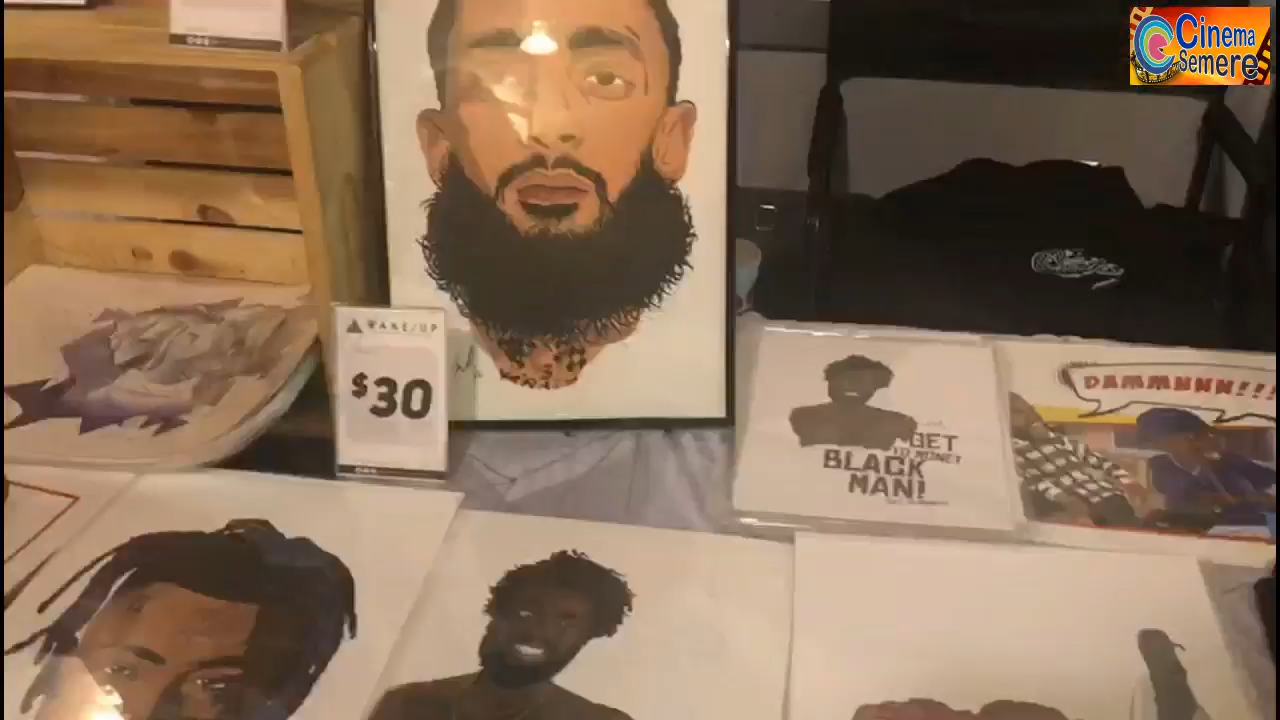 Cinema
Semere
WAKE/UP
$30
GET
BLACK
MAN!
DAMMNNN!!!